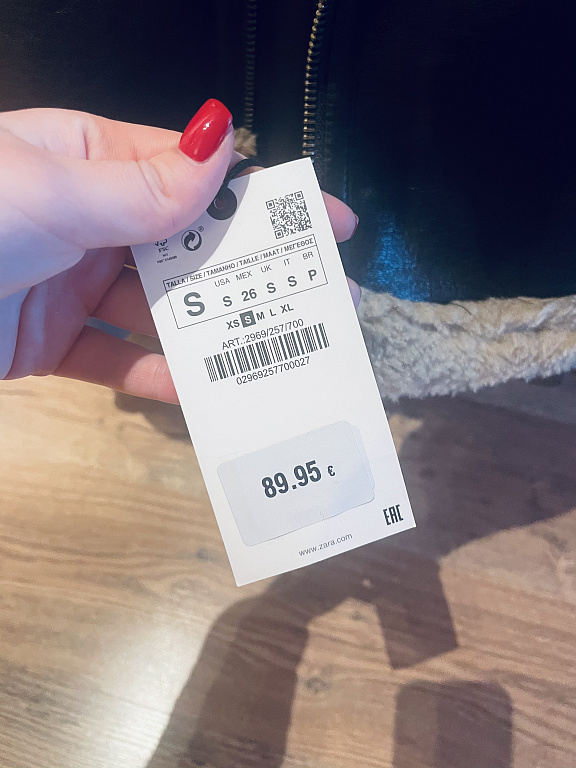 FSC
TALLA / SIZE / TAMANHO / TAILLE / MAAT / ΜΕΓΕΘΟΣ
USA MEX UK IT BR
S S 26 S S P
XS S M L XL
ART.:2969/257/700
02969257700027
89.95 €
EAC
www.zara.com